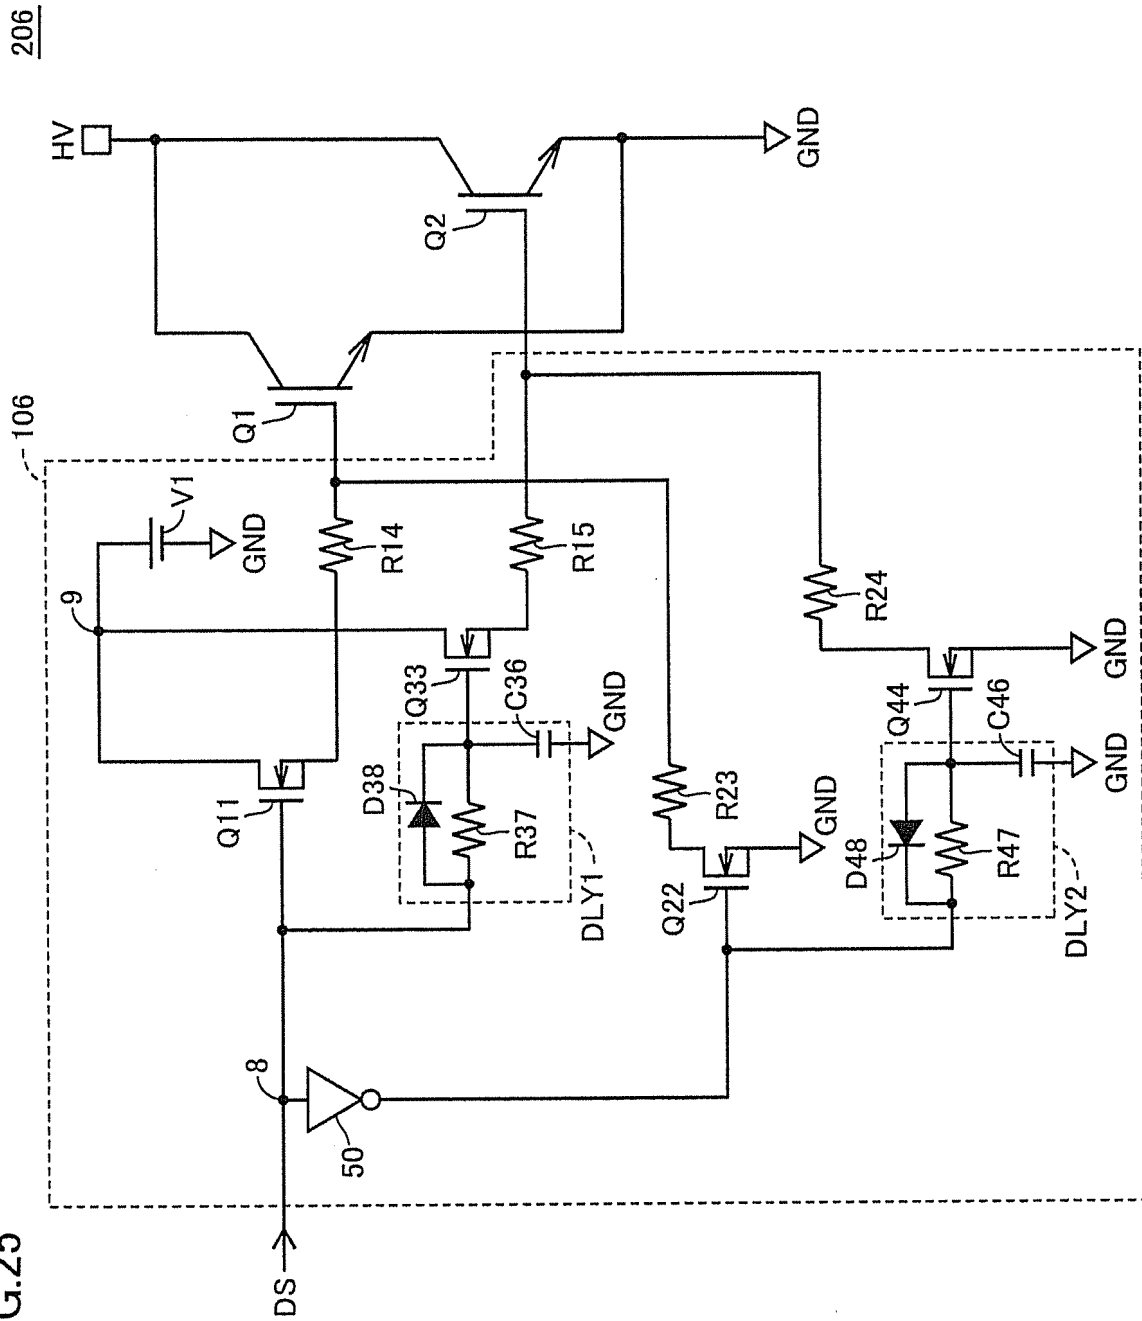 G.25
206
106
HV
GND
Q1
Q2
V1
GND
R14
R15
9
Q11
Q33
C36
GND
D38
R37
DLY1
R24
R23
Q44
C46
GND
GND
Q22
GND
D48
R47
DLY2
8
50
DS